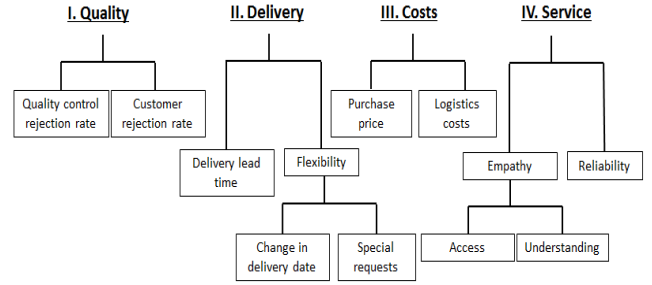 I. Quality
II. Delivery
III. Costs
IV. Service
Quality control
rejection rate
Customer
rejection rate
Purchase
price
Logistics
costs
Delivery lead
time
Flexibility
Empathy
Reliability
Change in
delivery date
Special
requests
Access
Understanding